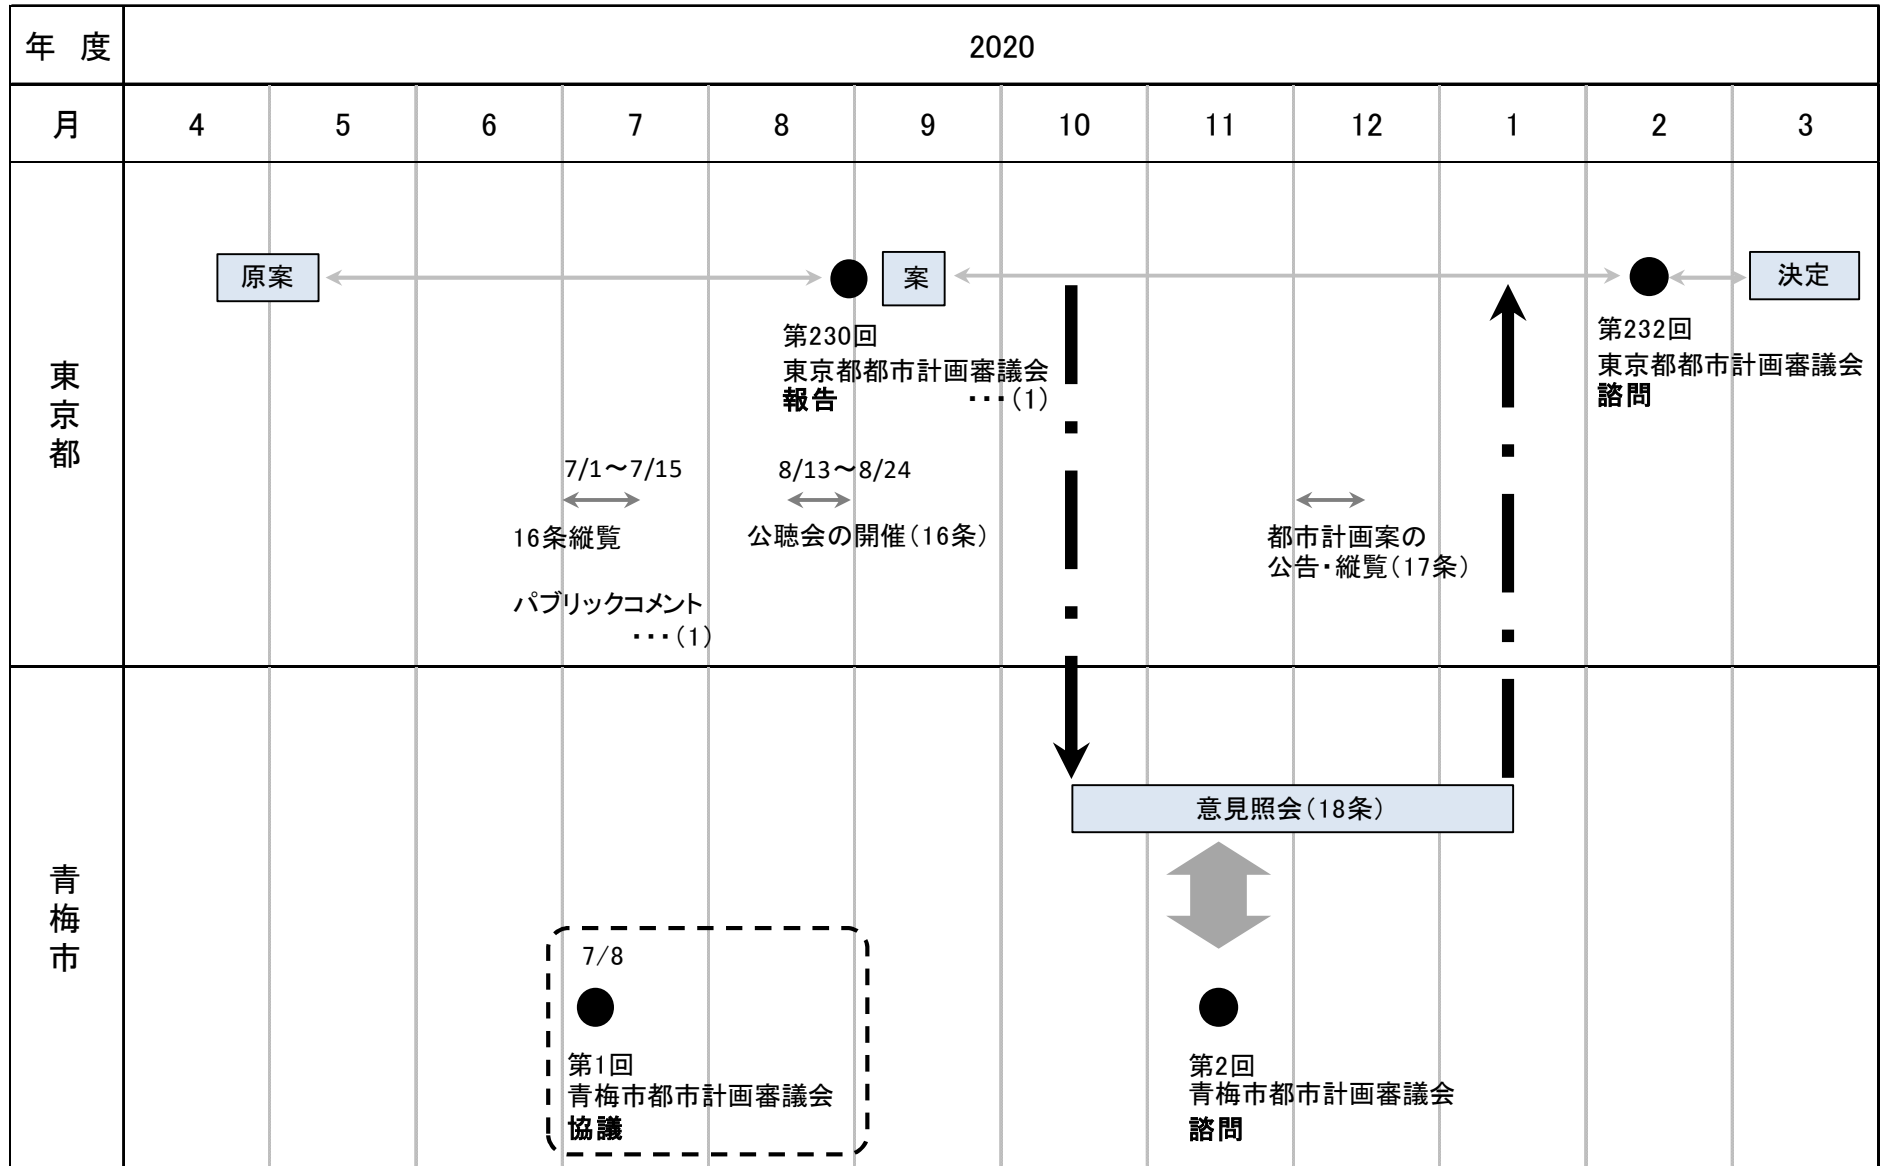 年 度
2020
月
4 5 6 7 8 9 10 11 12 1 2 3
東京都
原案
案
決定
第230回
東京都都市計画審議会
報告 ・・・(1)
第232回
東京都都市計画審議会
諮問
7/1～7/15
16条縦覧
パブリックコメント
・・・(1)
8/13～8/24
公聴会の開催(16条)
都市計画案の
公告・縦覧(17条)
青梅市
意見照会(18条)
7/8
第1回
青梅市都市計画審議会
協議
第2回
青梅市都市計画審議会
諮問